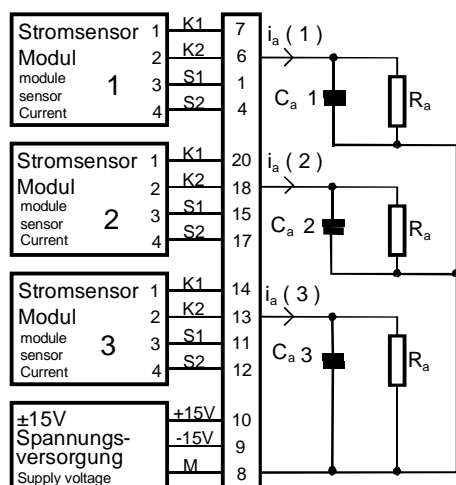 Stromsensor 1 K1 7 iₐ ( 1 )
Modul 2 K2 6
module
sensor 1 3 S1 1 Cₐ 1 Rₐ
Current 4 S2 4
Stromsensor 1 K1 20 iₐ ( 2 )
Modul 2 K2 18
module 3 S1 15
sensor 2 Cₐ 2 Rₐ
Current 4 S2 17
Stromsensor 1 K1 14 iₐ ( 3 )
Modul 2 K2 13
module 3 S1 11
sensor 3 Cₐ 3 Rₐ
Current 4 S2 12
±15V +15V 10
Spannungs- -15V 9
versorgung
Supply voltage M 8